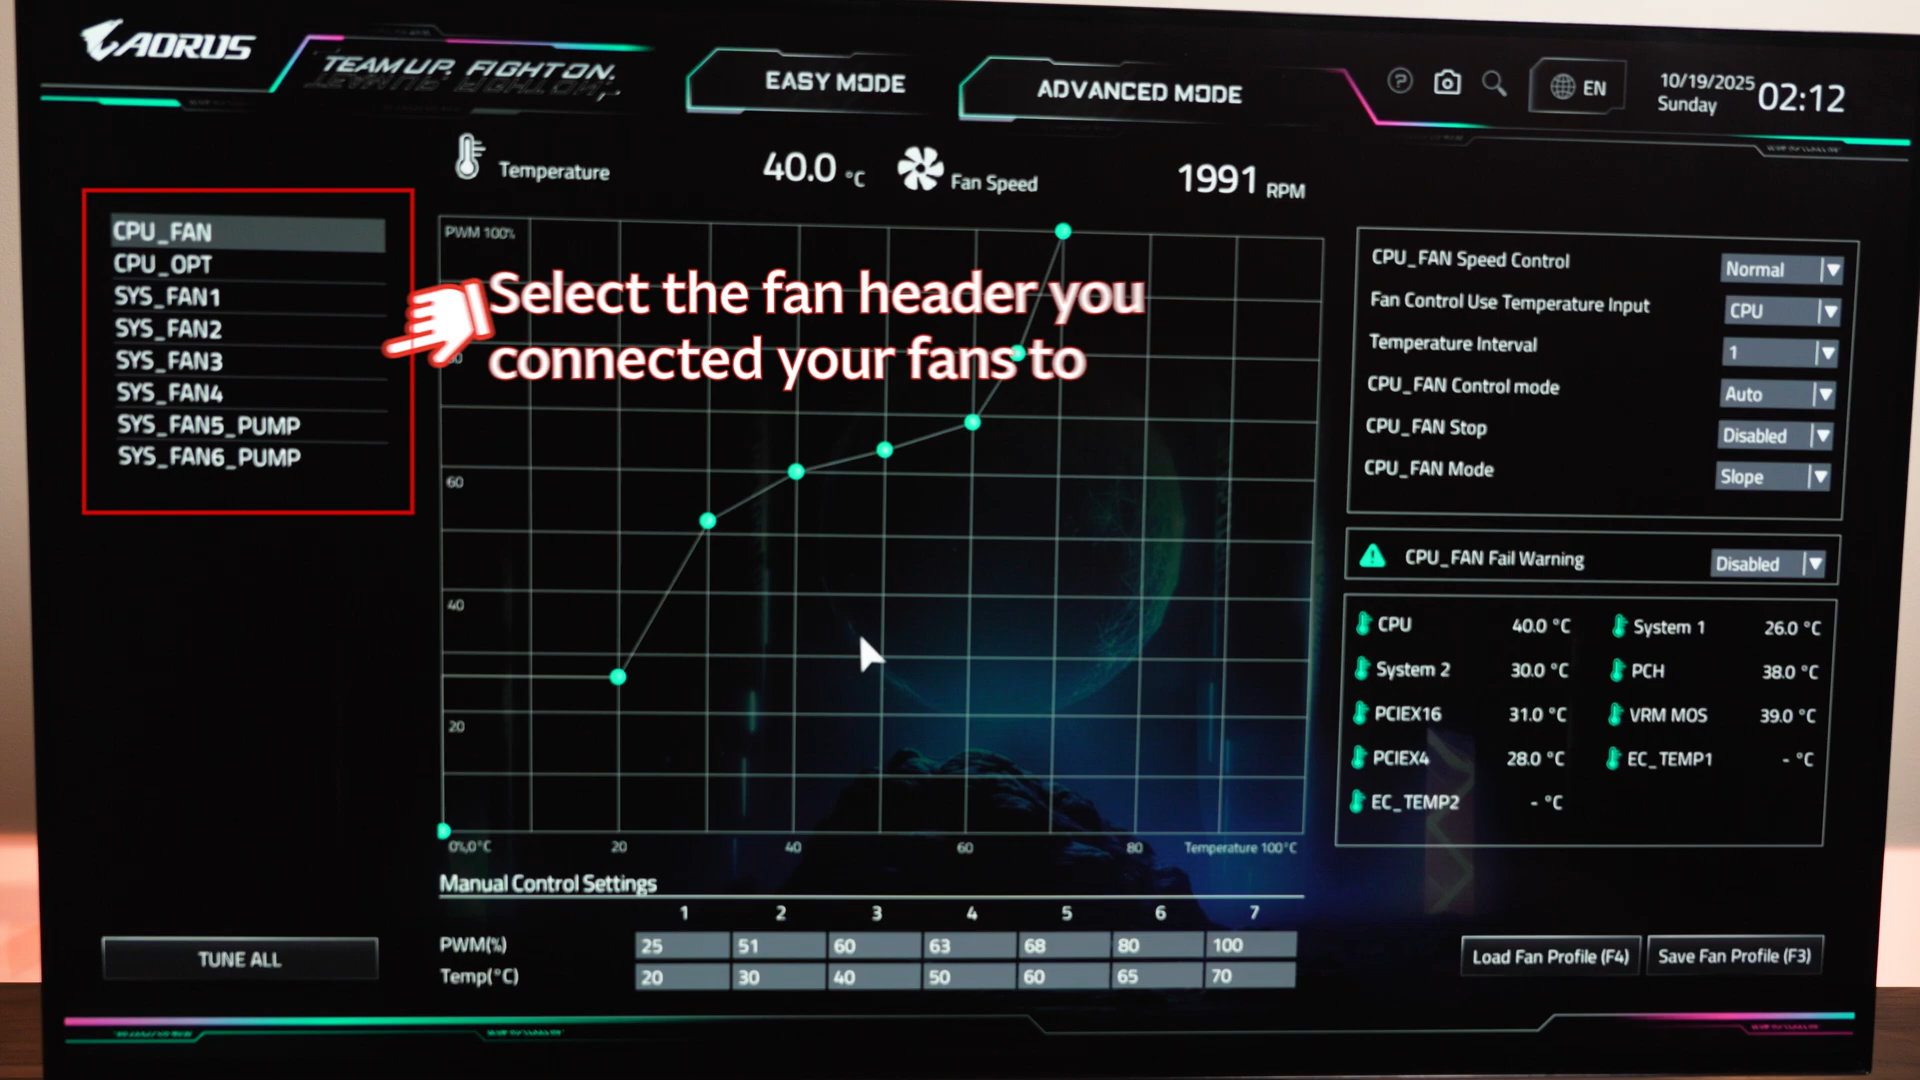 AORUS
TEAM UP. FIGHT ON.
EASY MODE
ADVANCED MODE
?
EN
10/19/2025
Sunday
02:12
Temperature
40.0 °C
Fan Speed
1991 RPM
CPU_FAN
CPU_OPT
SYS_FAN1
SYS_FAN2
SYS_FAN3
SYS_FAN4
SYS_FAN5_PUMP
SYS_FAN6_PUMP
PWM 100%
Select the fan header you
connected your fans to
60
40
20
0%,0°C
20
40
60
80
Temperature 100°C
CPU_FAN Speed Control
Normal
Fan Control Use Temperature Input
CPU
Temperature Interval
1
CPU_FAN Control mode
Auto
CPU_FAN Stop
Disabled
CPU_FAN Mode
Slope
CPU_FAN Fail Warning
Disabled
CPU 40.0 °C System 1 26.0 °C
System 2 30.0 °C PCH 38.0 °C
PCIEX16 31.0 °C VRM MOS 39.0 °C
PCIEX4 28.0 °C EC_TEMP1 - °C
EC_TEMP2 - °C
Manual Control Settings
1 2 3 4 5 6 7
PWM(%) 25 51 60 63 68 80 100
Temp(°C) 20 30 40 50 60 65 70
TUNE ALL
Load Fan Profile (F4)
Save Fan Profile (F3)